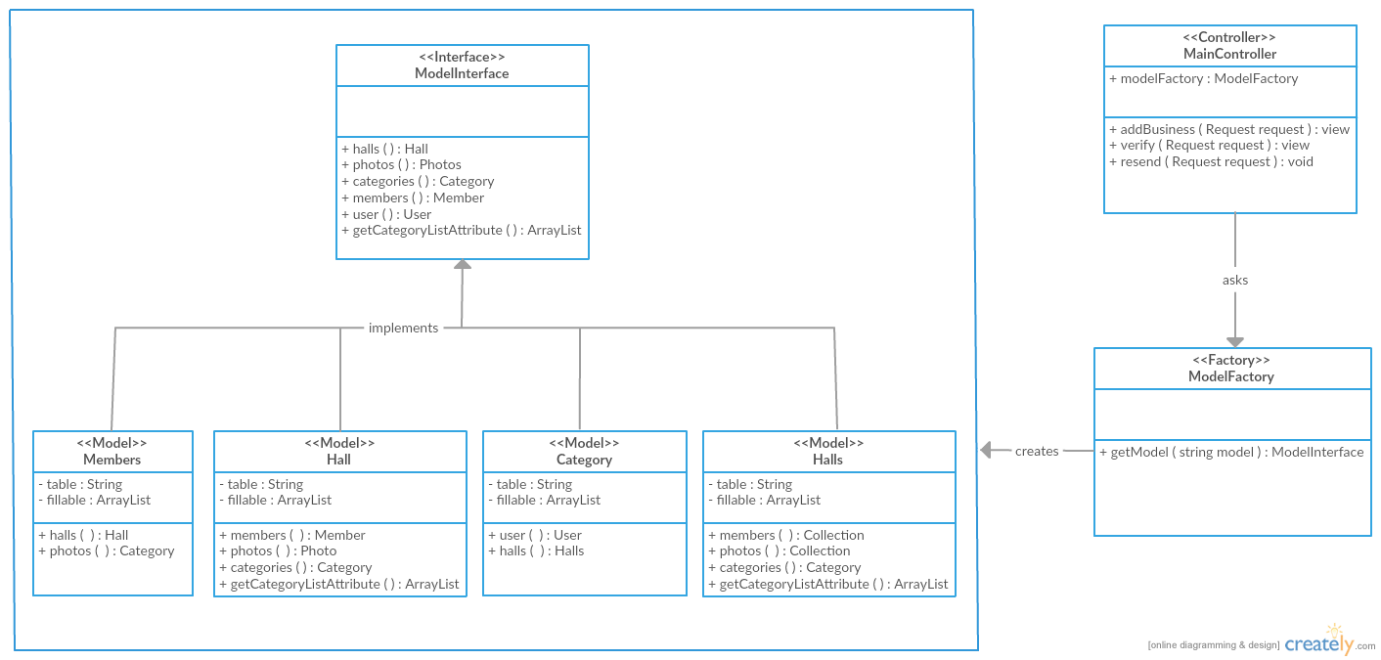 <<Interface>>
ModelInterface
+ halls ( ) : Hall
+ photos ( ) : Photos
+ categories ( ) : Category
+ members ( ) : Member
+ user ( ) : User
+ getCategoryListAttribute ( ) : ArrayList
<<Controller>>
MainController
+ modelFactory : ModelFactory
+ addBusiness ( Request request ) : view
+ verify ( Request request ) : view
+ resend ( Request request ) : void
asks
implements
<<Factory>>
ModelFactory
+ getModel ( string model ) : ModelInterface
creates
<<Model>>
Members
- table : String
- fillable : ArrayList
+ halls ( ) : Hall
+ photos ( ) : Category
<<Model>>
Hall
- table : String
- fillable : ArrayList
+ members ( ) : Member
+ photos ( ) : Photo
+ categories ( ) : Category
+ getCategoryListAttribute ( ) : ArrayList
<<Model>>
Category
- table : String
- fillable : ArrayList
+ user ( ) : User
+ halls ( ) : Halls
<<Model>>
Halls
- table : String
- fillable : ArrayList
+ members ( ) : Collection
+ photos ( ) : Collection
+ categories ( ) : Category
+ getCategoryListAttribute ( ) : ArrayList
[online diagramming & design] creately.com